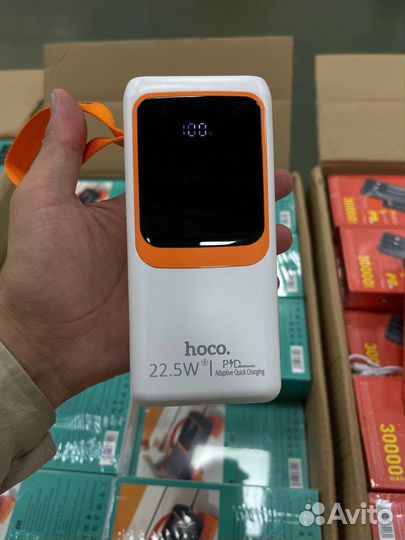 100%
hoco.
22.5W
PD
Adaptive Quick Charging
30000
30000
30000
30000
Avito